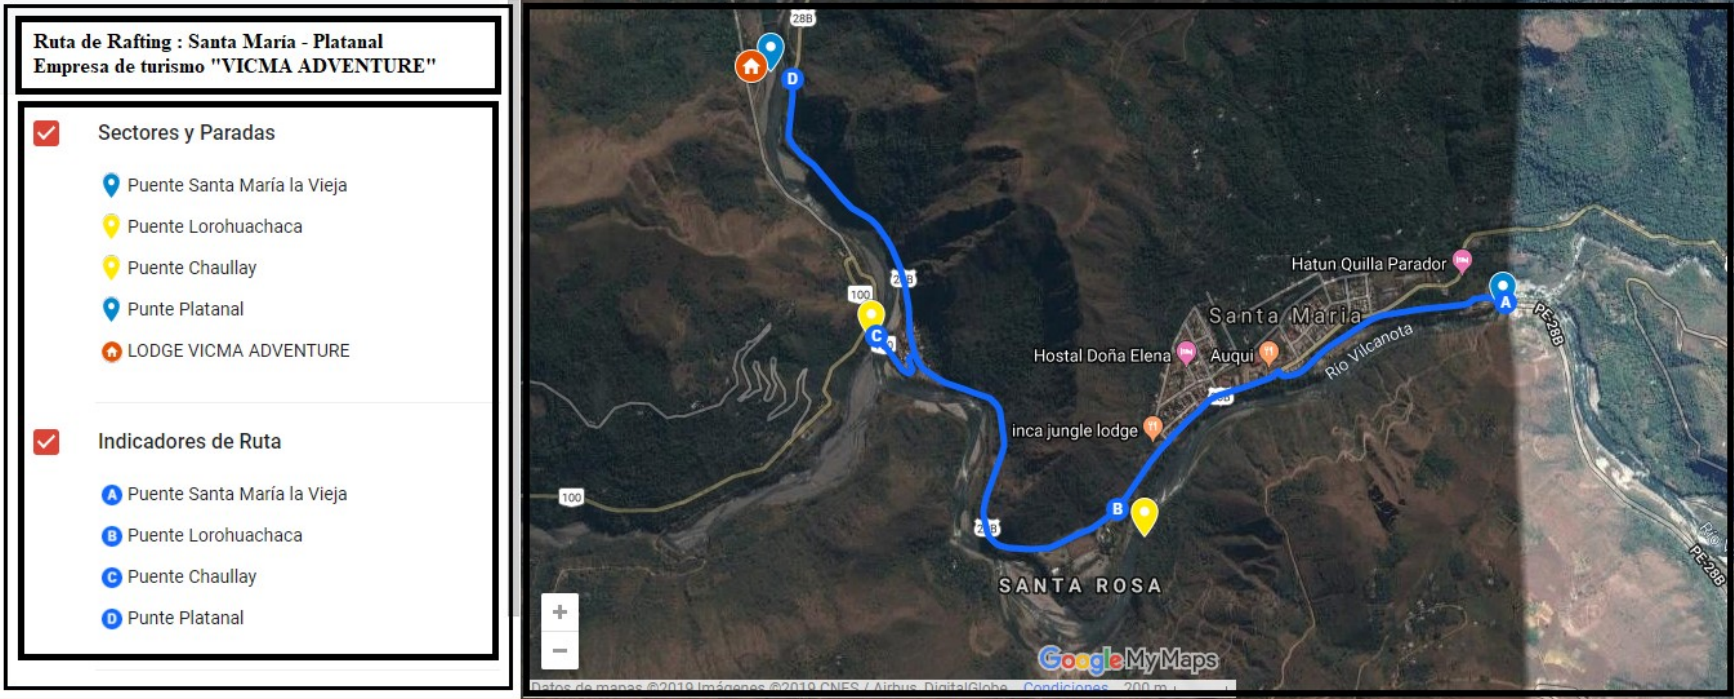 Ruta de Rafting : Santa María - Platanal
Empresa de turismo "VICMA ADVENTURE"
Sectores y Paradas
Puente Santa María la Vieja
Puente Lorohuachaca
Puente Chaullay
Punte Platanal
LODGE VICMA ADVENTURE
Indicadores de Ruta
A Puente Santa María la Vieja
B Puente Lorohuachaca
C Puente Chaullay
D Punte Platanal
28B
D
Hatun Quilla Parador
A
100
Santa Maria
PE-28B
C
Hostal Doña Elena
Auqui
Rio Vilcanota
inca jungle lodge
100
B
PE-28B
SANTA ROSA
+
−
Google My Maps
Datos de mapas ©2019 Imágenes ©2019 CNES / Airbus, DigitalGlobe Condiciones 200 m